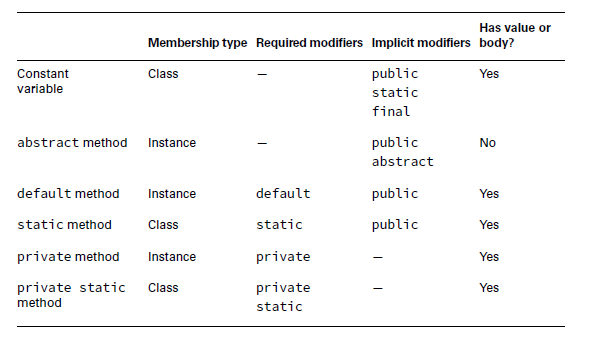 Membership type Required modifiers Implicit modifiers Has value or body?
Constant variable Class — public static final Yes
abstract method Instance — public abstract No
default method Instance default public Yes
static method Class static public Yes
private method Instance private — Yes
private static method Class private static — Yes